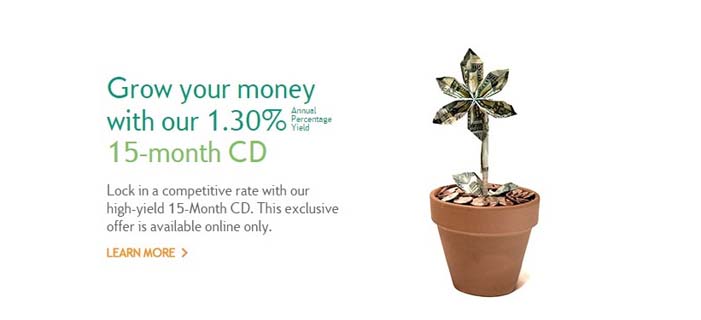 Grow your money
with our 1.30% Annual Percentage Yield
15-month CD
Lock in a competitive rate with our
high-yield 15-Month CD. This exclusive
offer is available online only.
LEARN MORE >